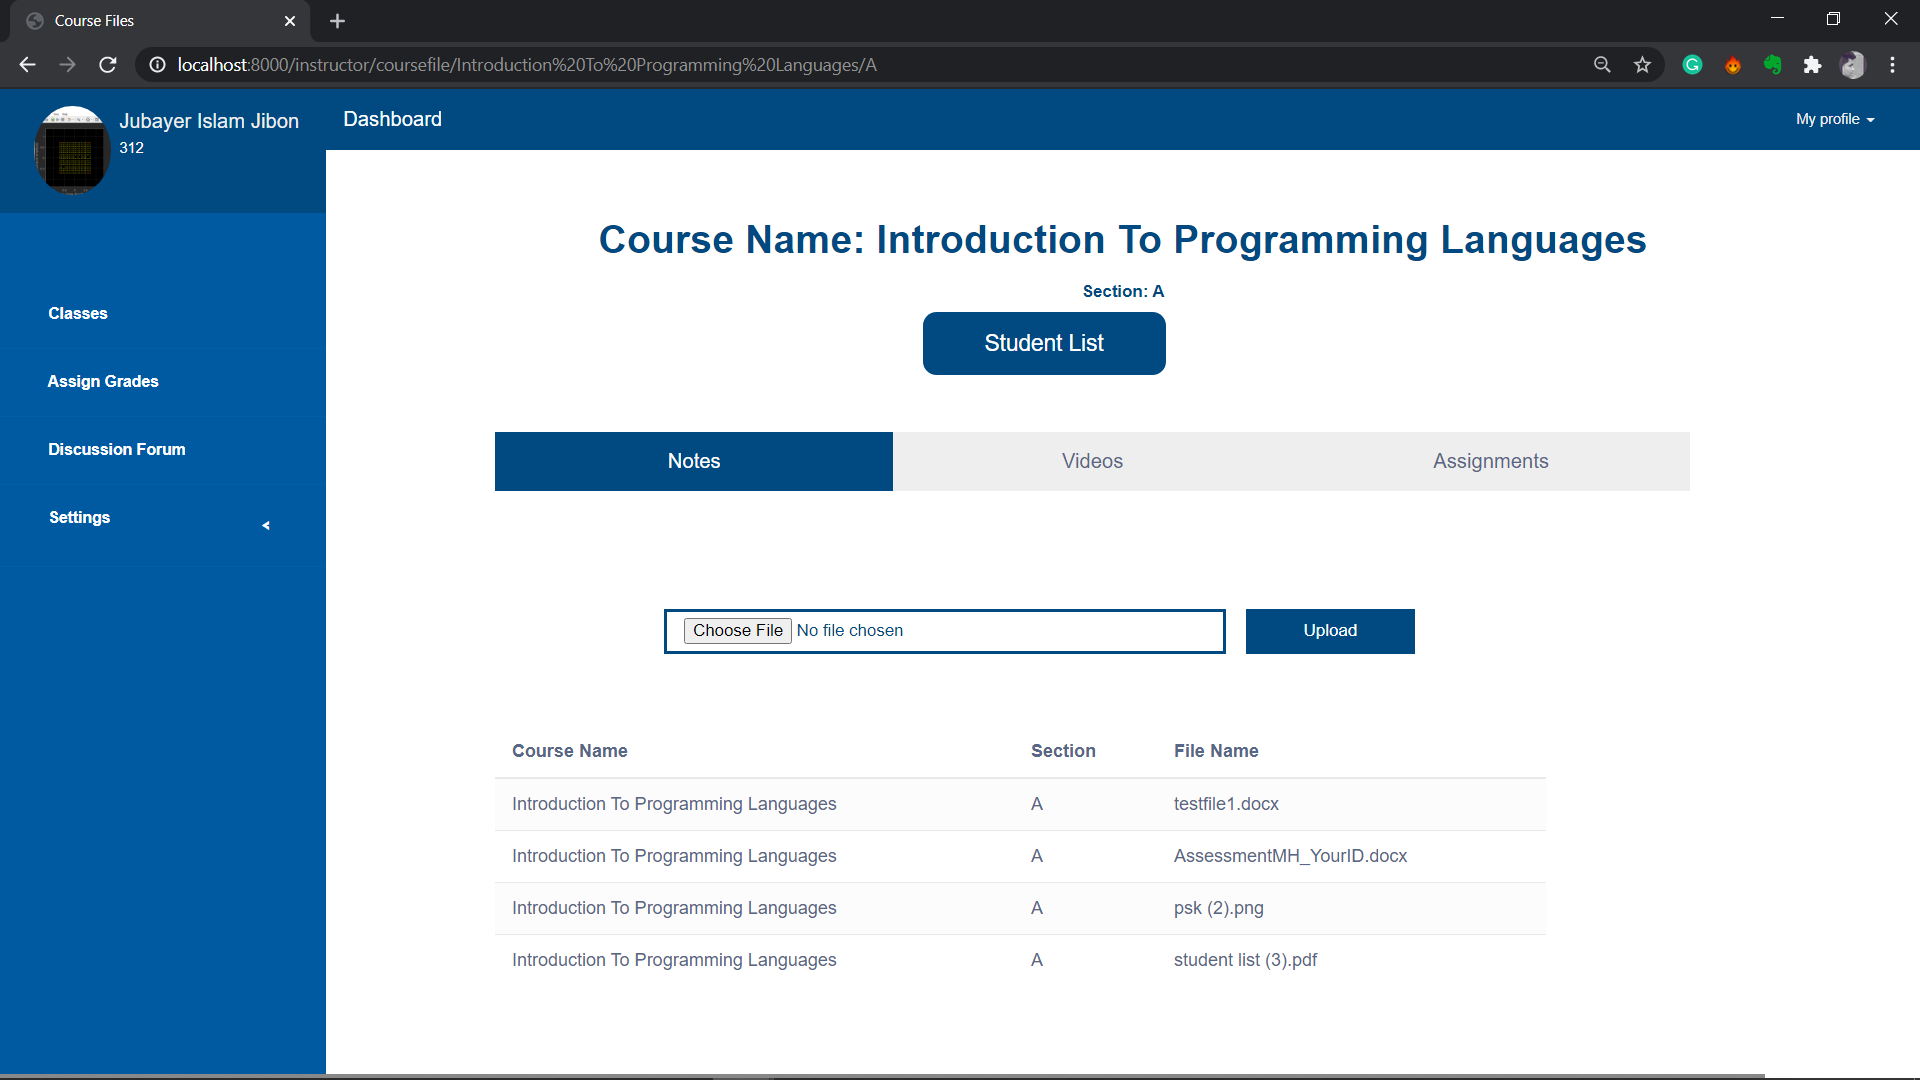 Course Files
localhost:8000/instructor/coursefile/Introduction%20To%20Programming%20Languages/A
Jubayer Islam Jibon
312
Dashboard
My profile
Classes
Assign Grades
Discussion Forum
Settings
<
Course Name: Introduction To Programming Languages
Section: A
Student List
Notes Videos Assignments
Choose File No file chosen Upload
Course Name Section File Name
Introduction To Programming Languages A testfile1.docx
Introduction To Programming Languages A AssessmentMH_YourID.docx
Introduction To Programming Languages A psk (2).png
Introduction To Programming Languages A student list (3).pdf